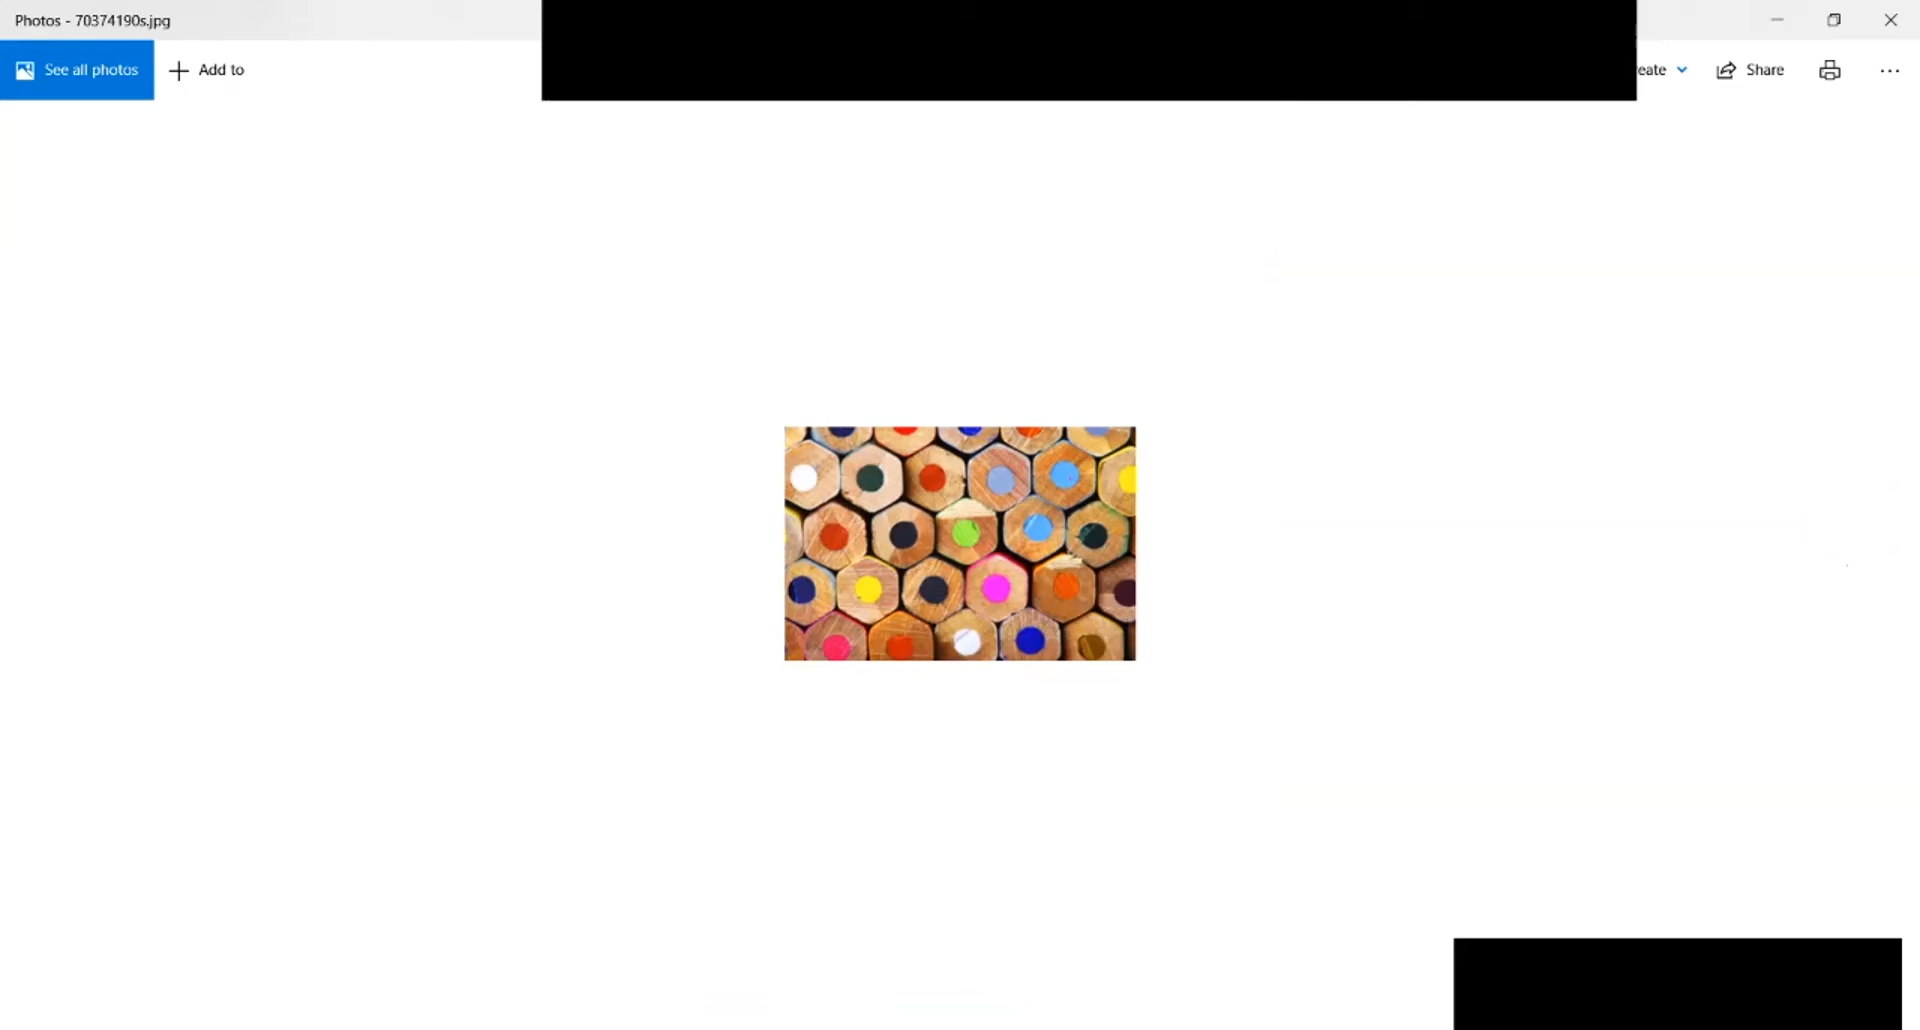 Photos - 70374190s.jpg
See all photos
Add to
eate
Share